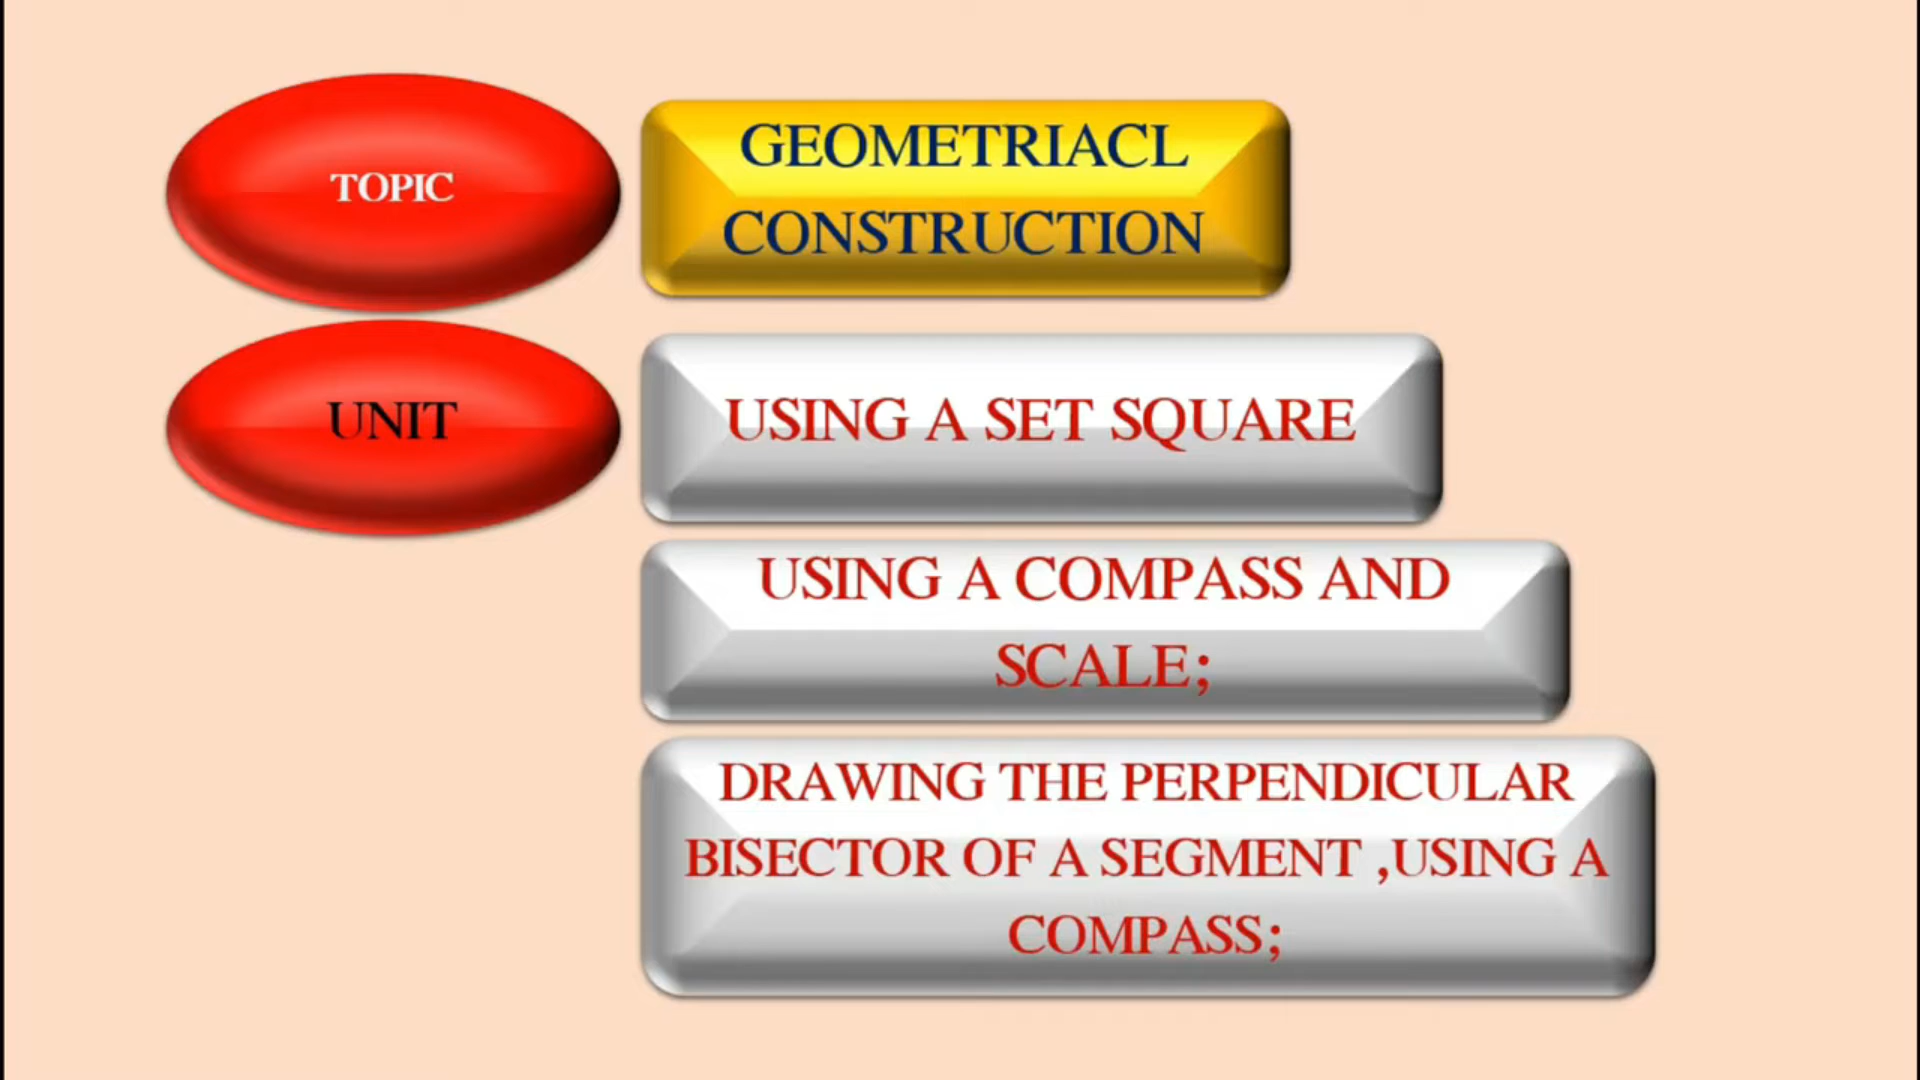 TOPIC
GEOMETRIACL
CONSTRUCTION
UNIT
USING A SET SQUARE
USING A COMPASS AND
SCALE;
DRAWING THE PERPENDICULAR
BISECTOR OF A SEGMENT ,USING A
COMPASS;